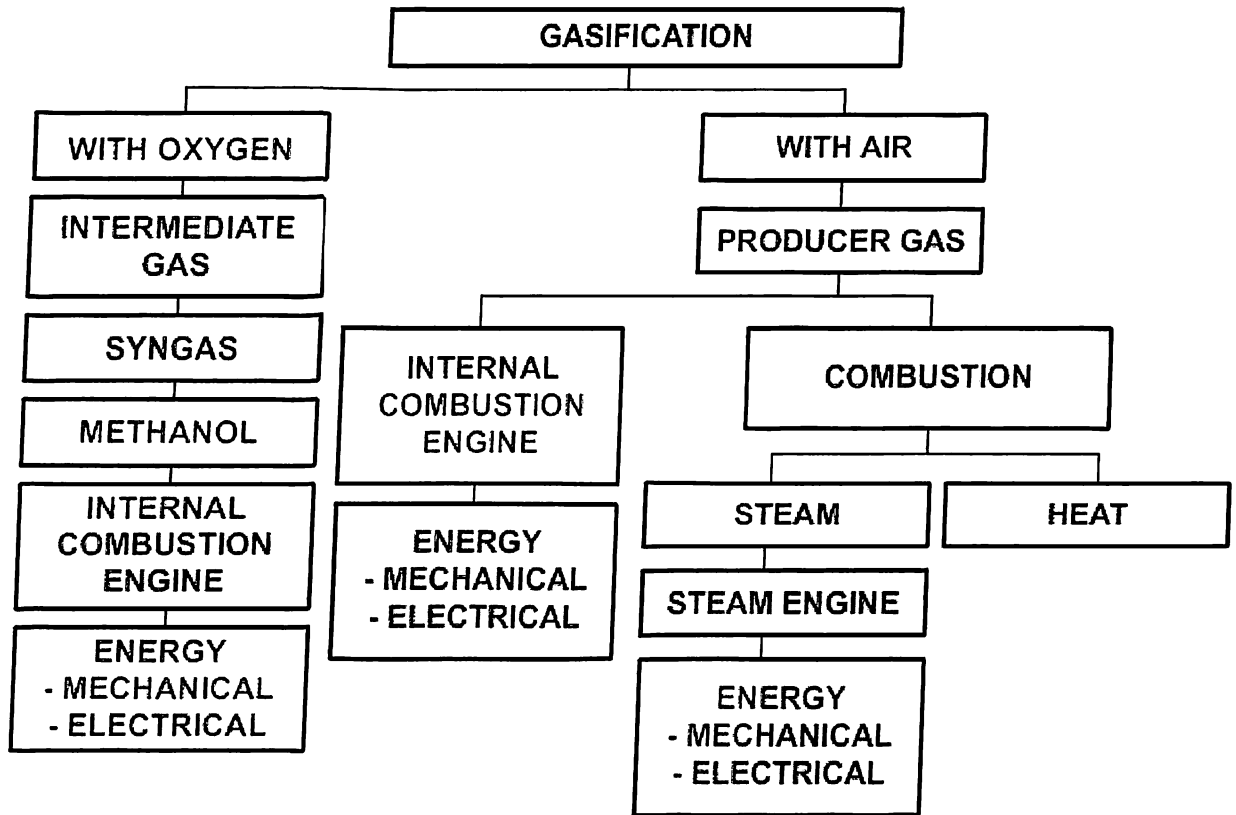 GASIFICATION
WITH OXYGEN
WITH AIR
INTERMEDIATE
GAS
PRODUCER GAS
SYNGAS
INTERNAL
COMBUSTION
ENGINE
COMBUSTION
METHANOL
INTERNAL
COMBUSTION
ENGINE
STEAM
HEAT
ENERGY
- MECHANICAL
- ELECTRICAL
STEAM ENGINE
ENERGY
- MECHANICAL
- ELECTRICAL
ENERGY
- MECHANICAL
- ELECTRICAL